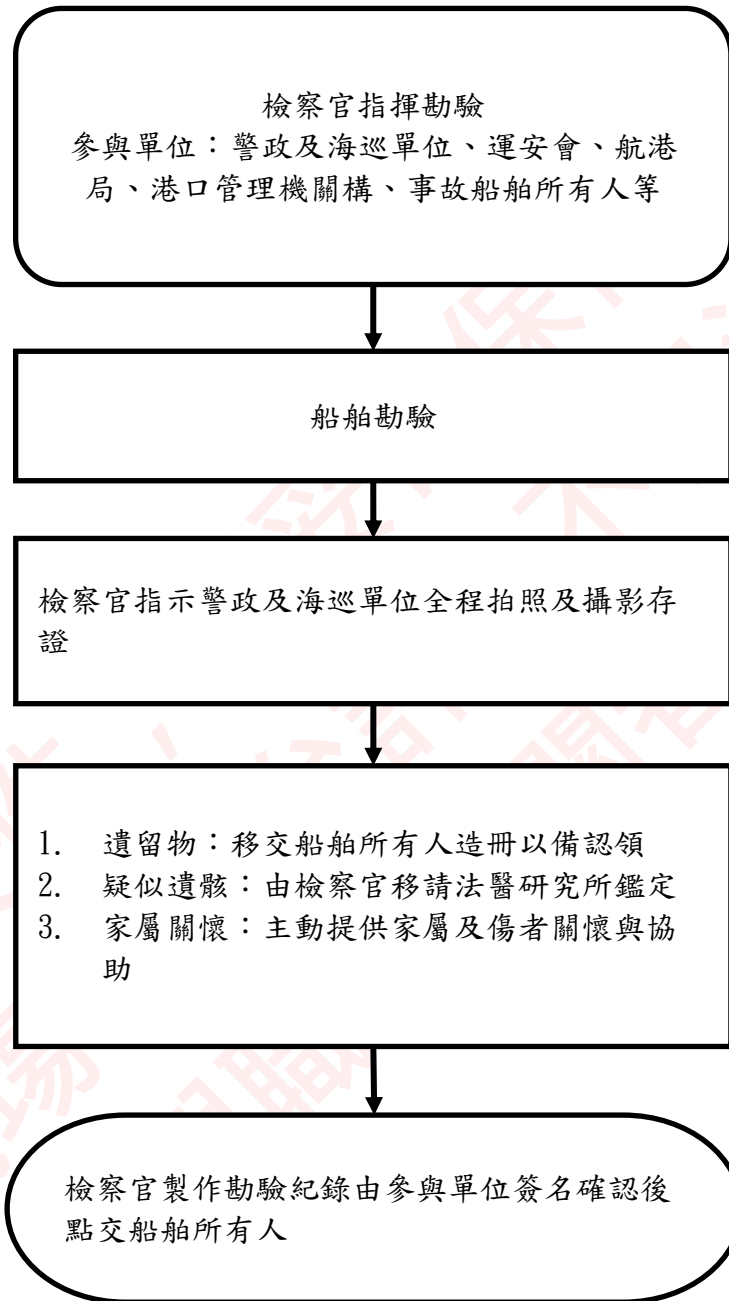 檢察官指揮勘驗
參與單位：警政及海巡單位、運安會、航港
局、港口管理機關構、事故船舶所有人等
船舶勘驗
檢察官指示警政及海巡單位全程拍照及攝影存
證
1. 遺留物：移交船舶所有人造冊以備認領
2. 疑似遺骸：由檢察官移請法醫研究所鑑定
3. 家屬關懷：主動提供家屬及傷者關懷與協
助
檢察官製作勘驗紀錄由參與單位簽名確認後
點交船舶所有人